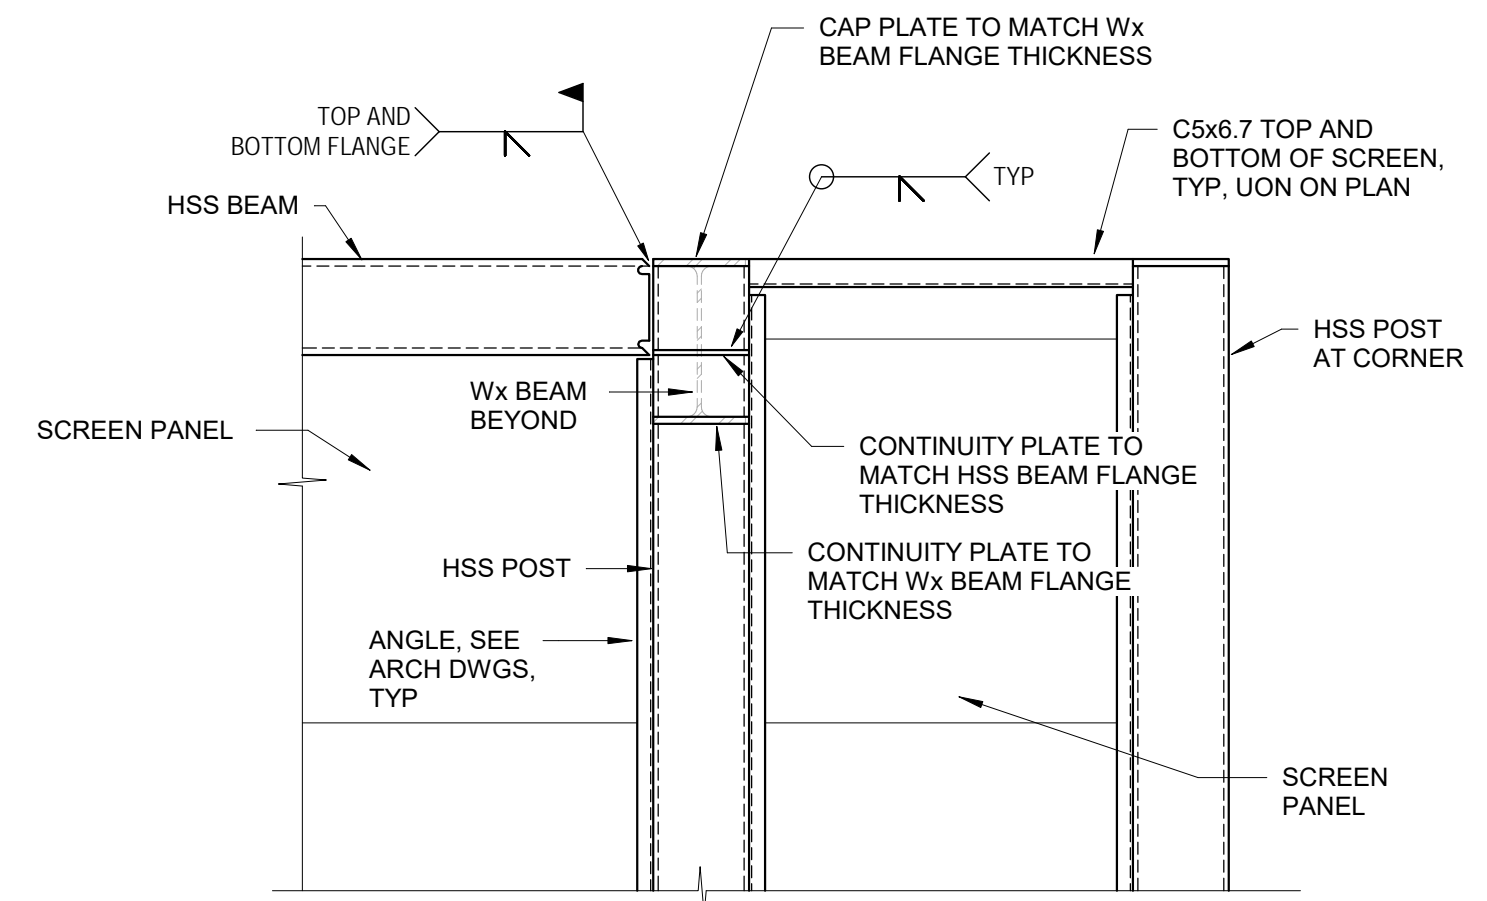 CAP PLATE TO MATCH Wx
BEAM FLANGE THICKNESS
TOP AND
BOTTOM FLANGE
C5x6.7 TOP AND
BOTTOM OF SCREEN,
TYP, UON ON PLAN
TYP
HSS BEAM
HSS POST
AT CORNER
Wx BEAM
BEYOND
SCREEN PANEL
CONTINUITY PLATE TO
MATCH HSS BEAM FLANGE
THICKNESS
CONTINUITY PLATE TO
MATCH Wx BEAM FLANGE
THICKNESS
HSS POST
ANGLE, SEE
ARCH DWGS,
TYP
SCREEN
PANEL